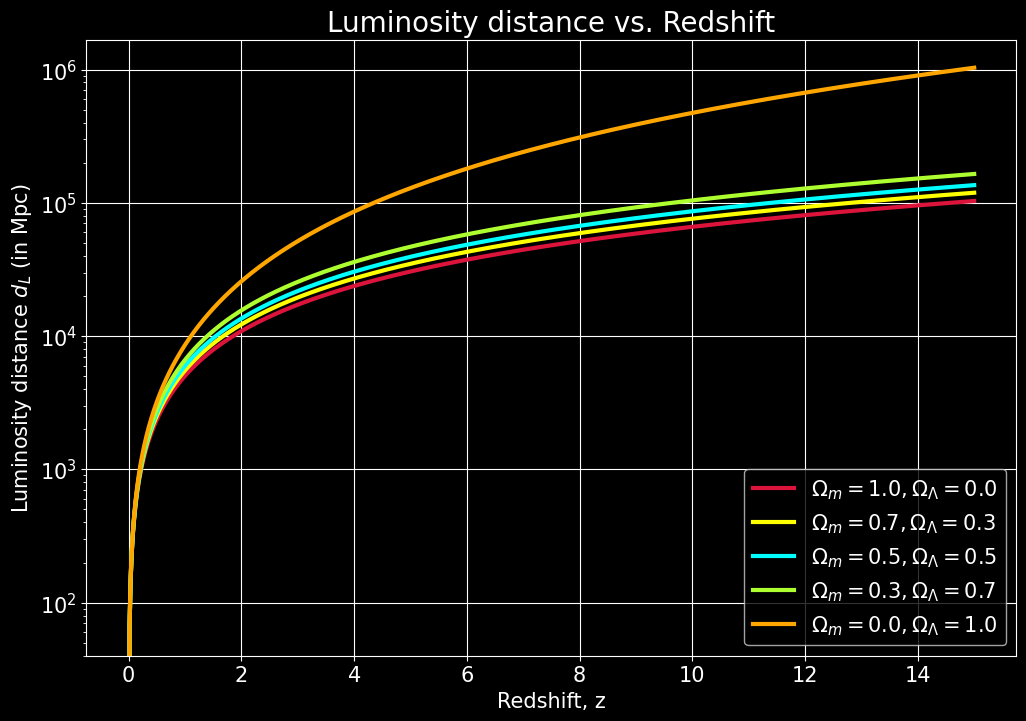 Luminosity distance vs. Redshift
Luminosity distance d_L (in Mpc)
10^6
10^5
10^4
10^3
10^2
Ω_m = 1.0, Ω_Λ = 0.0
Ω_m = 0.7, Ω_Λ = 0.3
Ω_m = 0.5, Ω_Λ = 0.5
Ω_m = 0.3, Ω_Λ = 0.7
Ω_m = 0.0, Ω_Λ = 1.0
0 2 4 6 8 10 12 14
Redshift, z